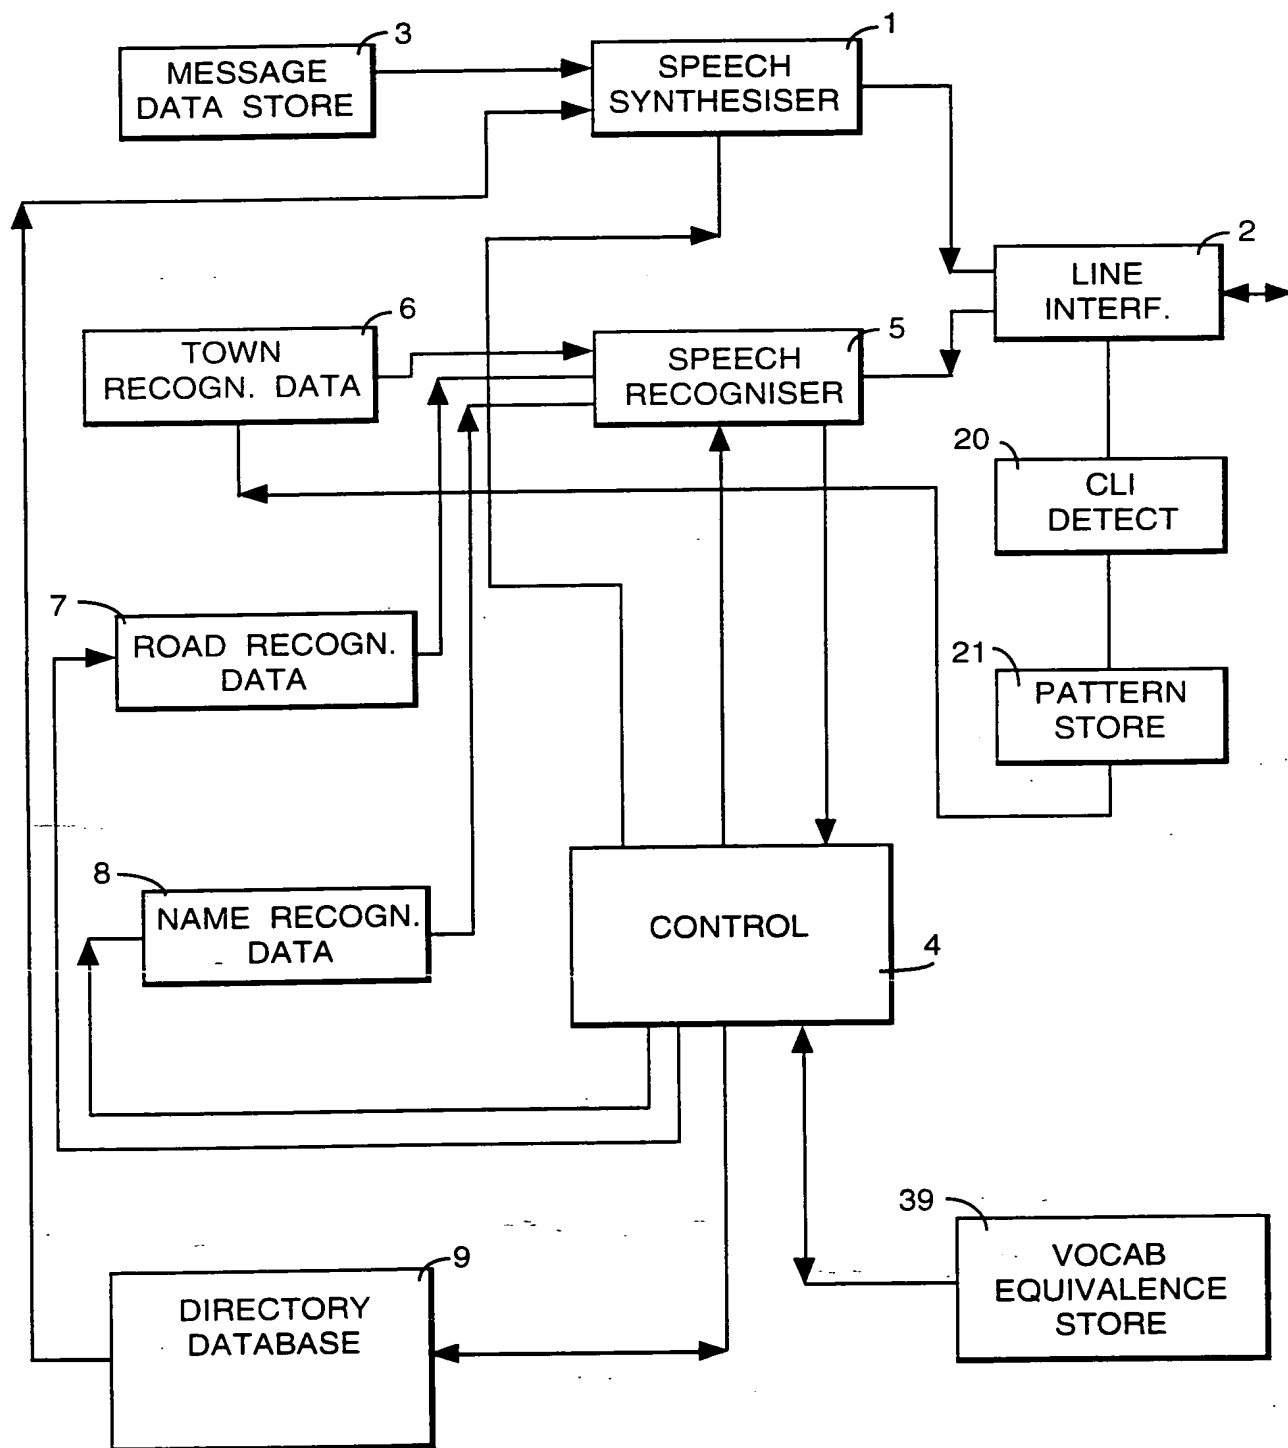 3
MESSAGE
DATA STORE
1
SPEECH
SYNTHESISER
2
LINE
INTERF.
6
TOWN
RECOGN. DATA
5
SPEECH
RECOGNISER
20
CLI
DETECT
7
ROAD RECOGN.
DATA
21
PATTERN
STORE
8
NAME RECOGN.
DATA
CONTROL
4
39
VOCAB
EQUIVALENCE
STORE
9
DIRECTORY
DATABASE